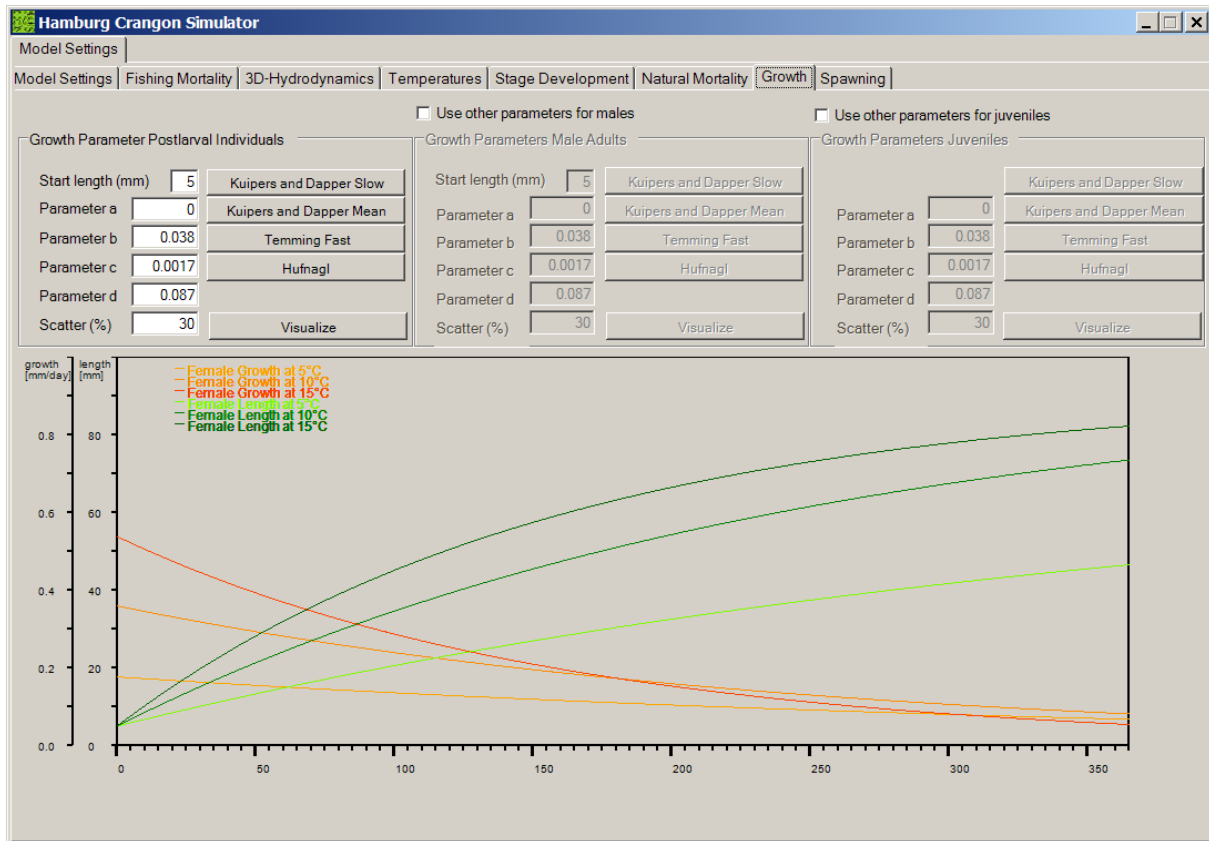 Hamburg Crangon Simulator
Model Settings
Model Settings Fishing Mortality 3D-Hydrodynamics Temperatures Stage Development Natural Mortality Growth Spawning
Use other parameters for males Use other parameters for juveniles
Growth Parameter Postlarval Individuals Growth Parameters Male Adults Growth Parameters Juveniles
Start length (mm) 5 Kuipers and Dapper Slow Start length (mm) 5 Kuipers and Dapper Slow Kuipers and Dapper Slow
Parameter a 0 Kuipers and Dapper Mean Parameter a 0 Kuipers and Dapper Mean Parameter a 0 Kuipers and Dapper Mean
Parameter b 0.038 Temming Fast Parameter b 0.038 Temming Fast Parameter b 0.038 Temming Fast
Parameter c 0.0017 Hufnagl Parameter c 0.0017 Hufnagl Parameter c 0.0017 Hufnagl
Parameter d 0.087 Parameter d 0.087 Parameter d 0.087
Scatter (%) 30 Visualize Scatter (%) 30 Visualize Scatter (%) 30 Visualize
growth length
[mm/day] [mm]
Female Growth at 5°C
Female Growth at 10°C
Female Growth at 15°C
Female Length at 5°C
Female Length at 10°C
Female Length at 15°C
0.8 80
0.6 60
0.4 40
0.2 20
0.0 0
0 50 100 150 200 250 300 350